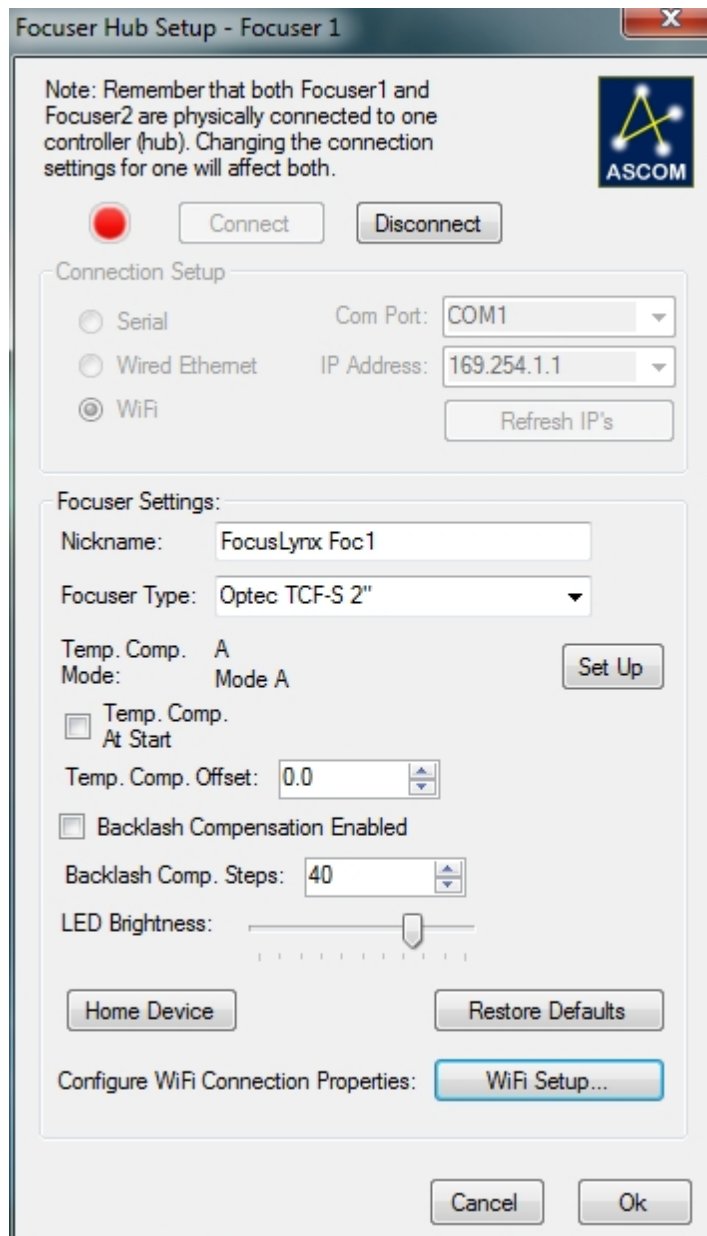 Focuser Hub Setup - Focuser 1
x
Note: Remember that both Focuser1 and
Focuser2 are physically connected to one
controller (hub). Changing the connection
settings for one will affect both.
ASCOM
Connect
Disconnect
Connection Setup
Serial
Com Port:
COM1
Wired Ethernet
IP Address:
169.254.1.1
WiFi
Refresh IP's
Focuser Settings:
Nickname:
FocusLynx Foc1
Focuser Type:
Optec TCF-S 2"
Temp. Comp.
Mode:
A
Mode A
Set Up
Temp. Comp.
At Start
Temp. Comp. Offset:
0.0
Backlash Compensation Enabled
Backlash Comp. Steps:
40
LED Brightness:
Home Device
Restore Defaults
Configure WiFi Connection Properties:
WiFi Setup...
Cancel
Ok